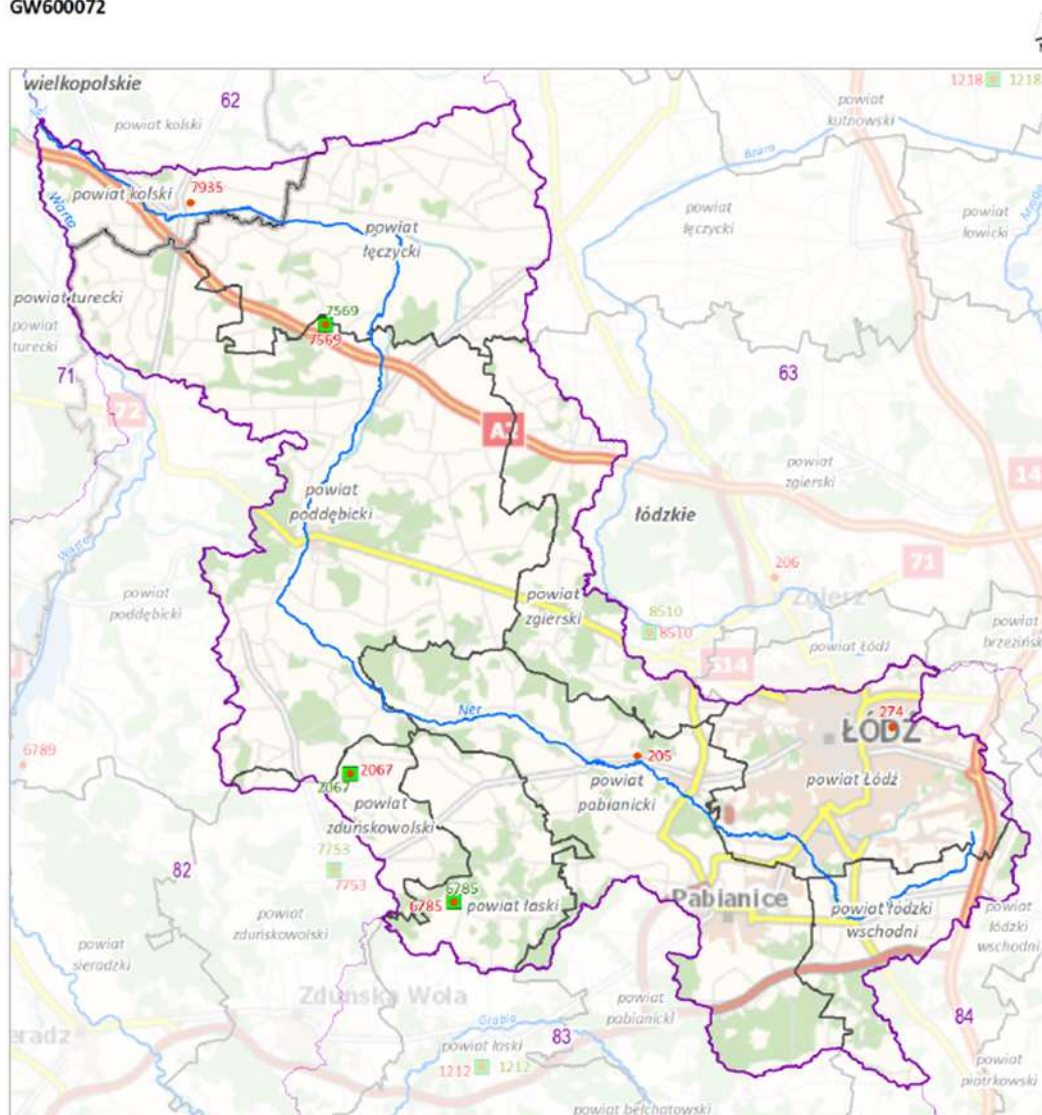 GW600072
wielkopolskie
62
1218
1218
powiat kolski
powiat
kutnowski
Bzura
7935
powiat kolski
Warta
powiat
łęczycki
powiat
łęczycki
powiat
łowicki
powiat turecki
powiat
turecki
7569
7569
71
72
63
A2
powiat
zgierski
14
powiat
poddębicki
łódzkie
Warta
71
206
powiat
poddębicki
powiat
zgierski
8510
8510
Zgierz
powiat Łódź
powiat
brzeziński
S14
Ner
274
ŁÓDŹ
6789
205
2067
2067
powiat
pabianicki
powiat Łódź
powiat
zduńskowolski
7753
7753
82
6785
6785
powiat łaski
Pabianice
powiat łódzki
wschodni
powiat
łódzki
wschodni
powiat
zduńskowolski
powiat
sieradzki
Zduńska Wola
powiat
pabianicki
Grabia
83
84
eradz
powiat łaski
1212
1212
powiat
piotrkowski
powiat bełchatowski